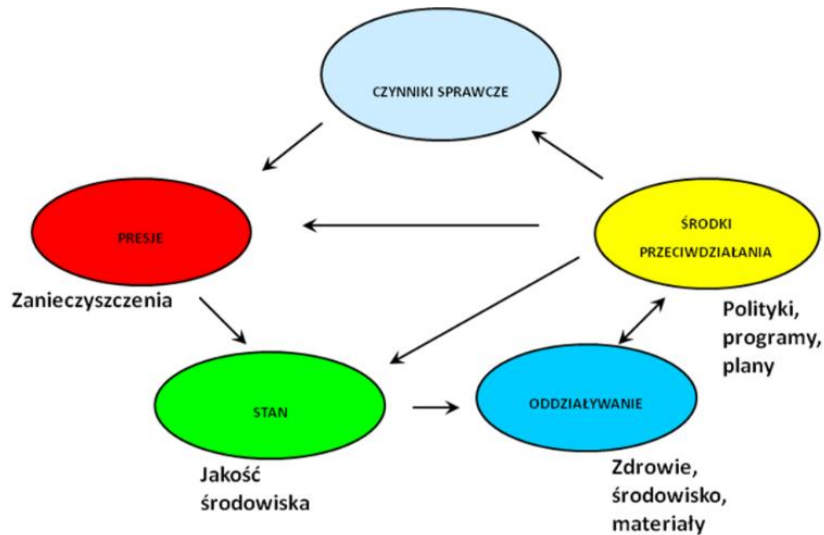 CZYNNIKI SPRAWCZE
PRESJE
Zanieczyszczenia
ŚRODKI
PRZECIWDZIAŁANIA
Polityki,
programy,
plany
STAN
Jakość
środowiska
ODDZIAŁYWANIE
Zdrowie,
środowisko,
materiały